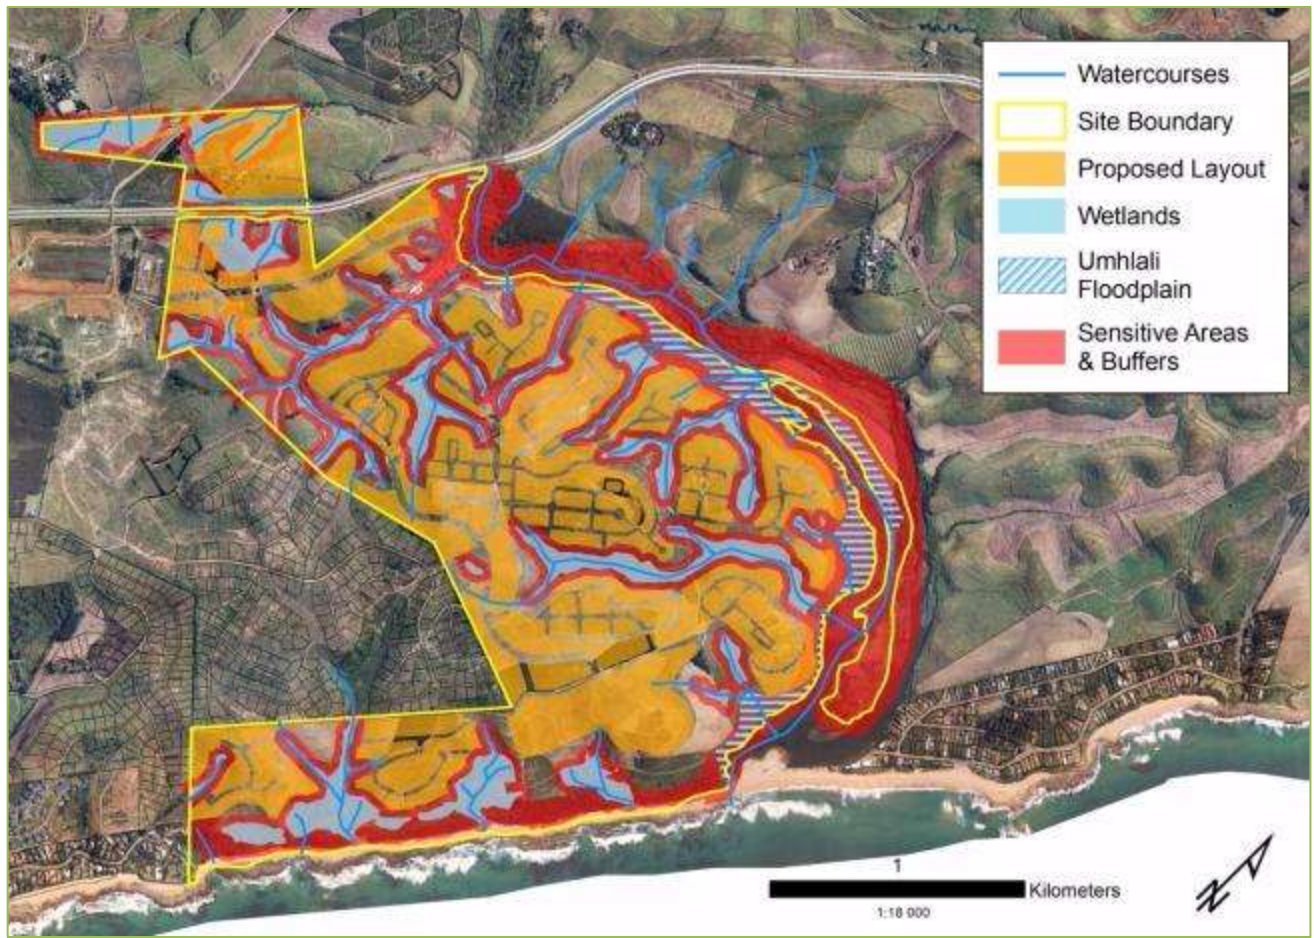 Watercourses
Site Boundary
Proposed Layout
Wetlands
Umhlali
Floodplain
Sensitive Areas
& Buffers
1
Kilometers
1:18 000
N